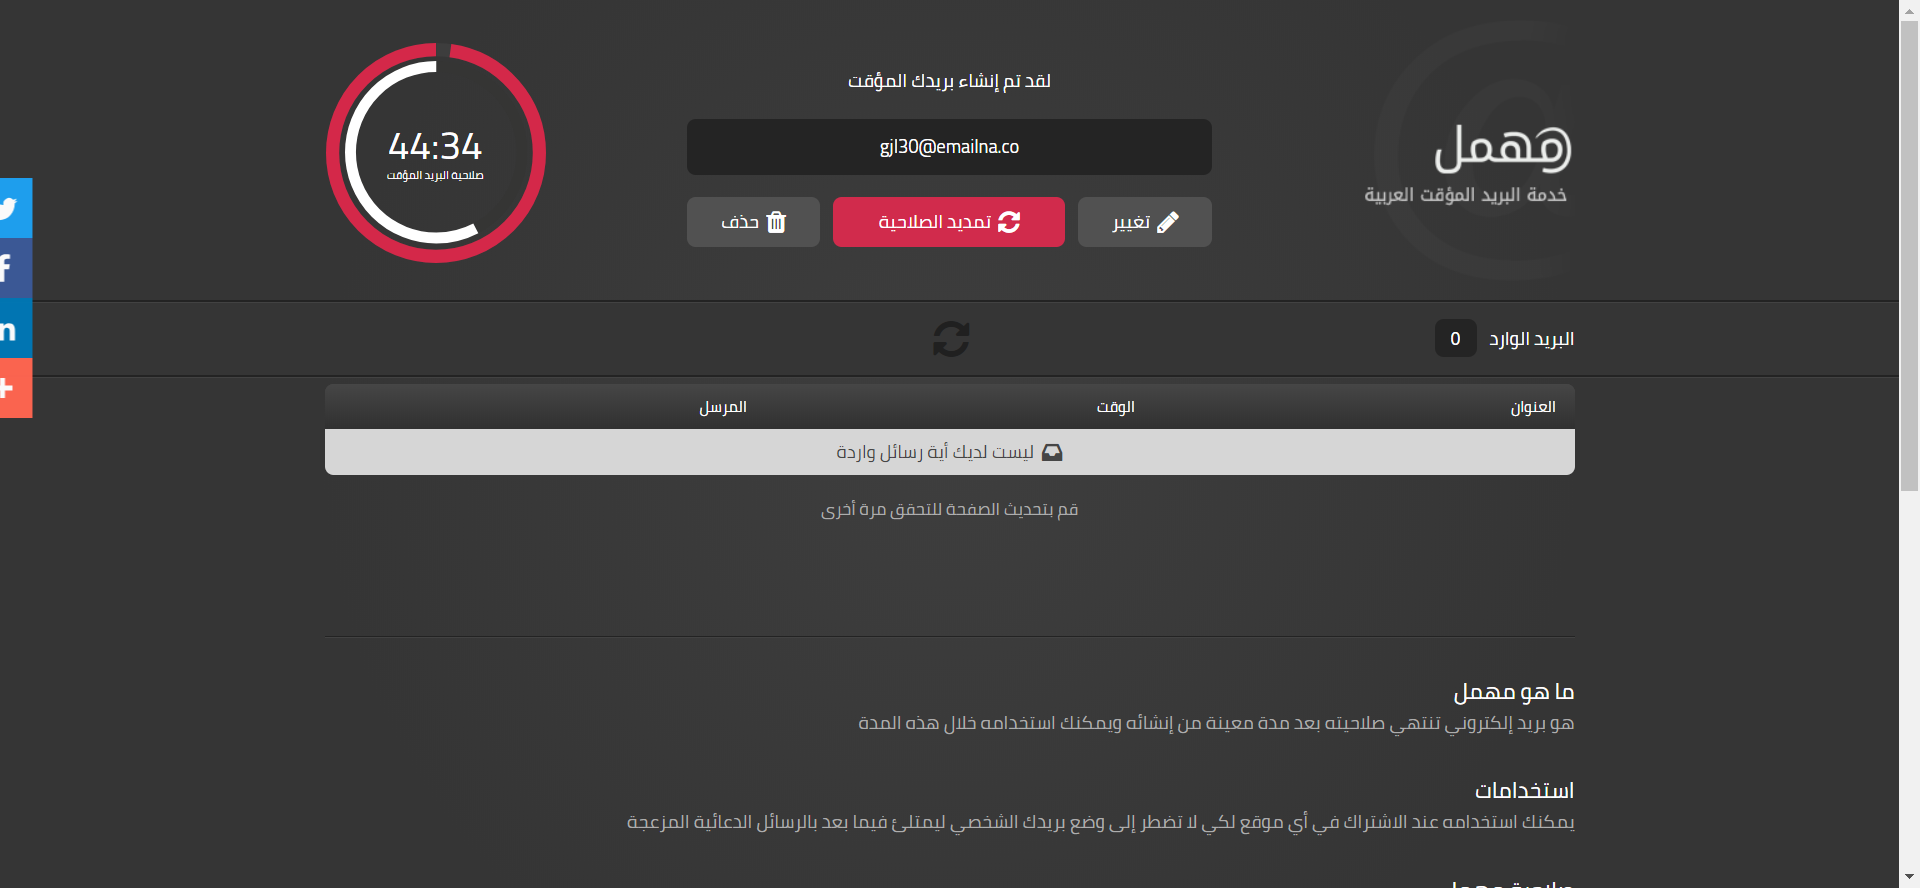 مهمل
خدمة البريد المؤقت العربية
لقد تم إنشاء بريدك المؤقت
gjl30@emailna.co
تغيير
تمديد الصلاحية
حذف
44:34
صلاحية البريد المؤقت
البريد الوارد 0
العنوان الوقت المرسل
ليست لديك أية رسائل واردة
قم بتحديث الصفحة للتحقق مرة أخرى
ما هو مهمل
هو بريد إلكتروني تنتهي صلاحيته بعد مدة معينة من إنشائه ويمكنك استخدامه خلال هذه المدة
استخدامات
يمكنك استخدامه عند الاشتراك في أي موقع لكي لا تضطر إلى وضع بريدك الشخصي ليمتلئ فيما بعد بالرسائل الدعائية المزعجة